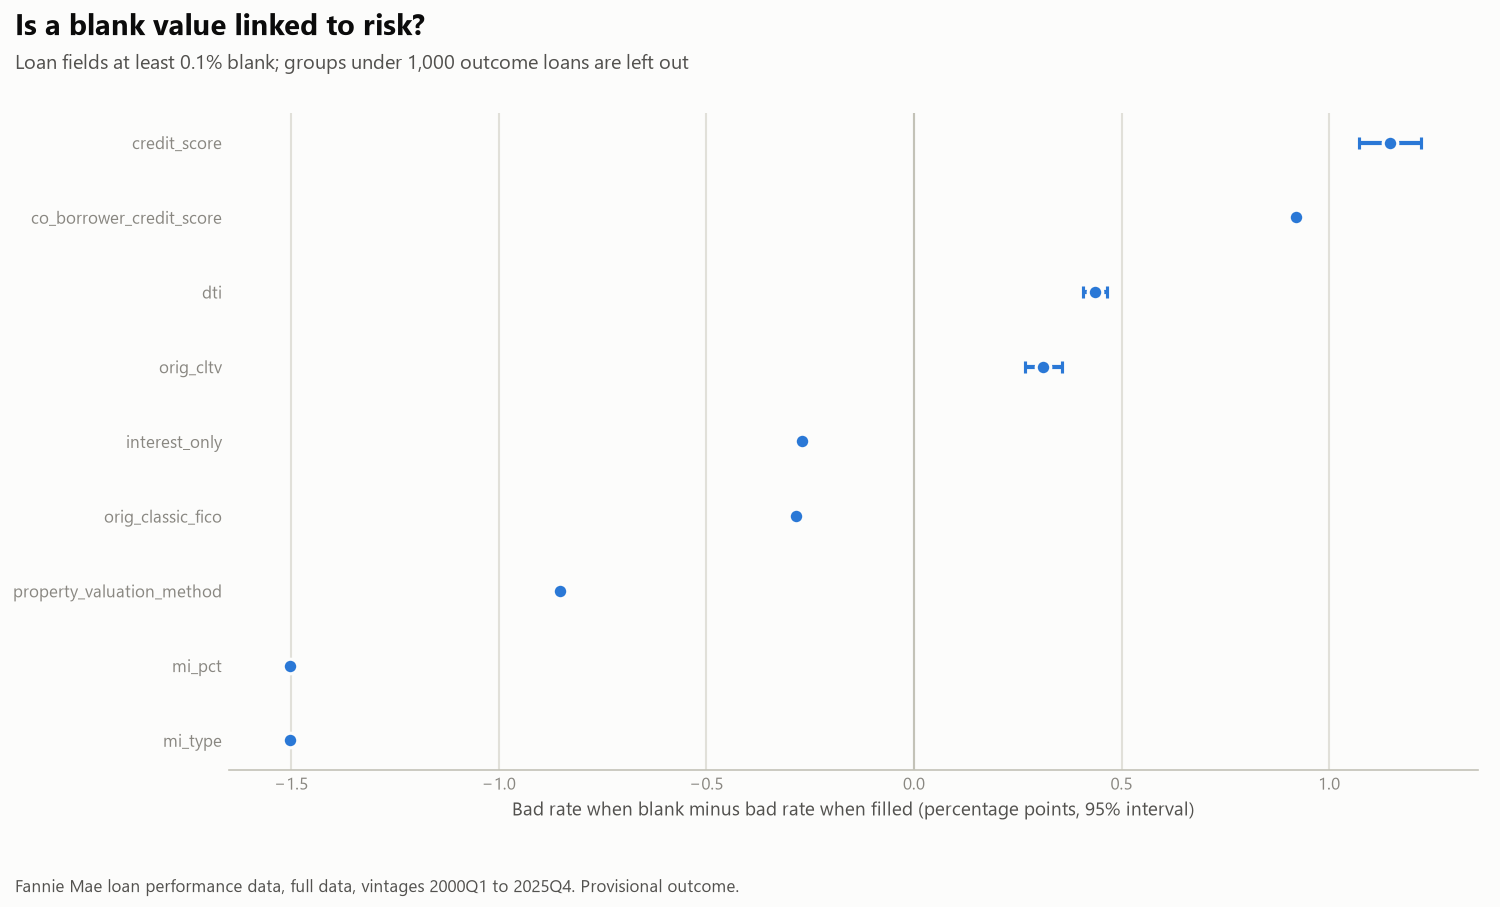 Is a blank value linked to risk?
Loan fields at least 0.1% blank; groups under 1,000 outcome loans are left out
credit_score
co_borrower_credit_score
dti
orig_cltv
interest_only
orig_classic_fico
property_valuation_method
mi_pct
mi_type
−1.5 −1.0 −0.5 0.0 0.5 1.0
Bad rate when blank minus bad rate when filled (percentage points, 95% interval)
Fannie Mae loan performance data, full data, vintages 2000Q1 to 2025Q4. Provisional outcome.